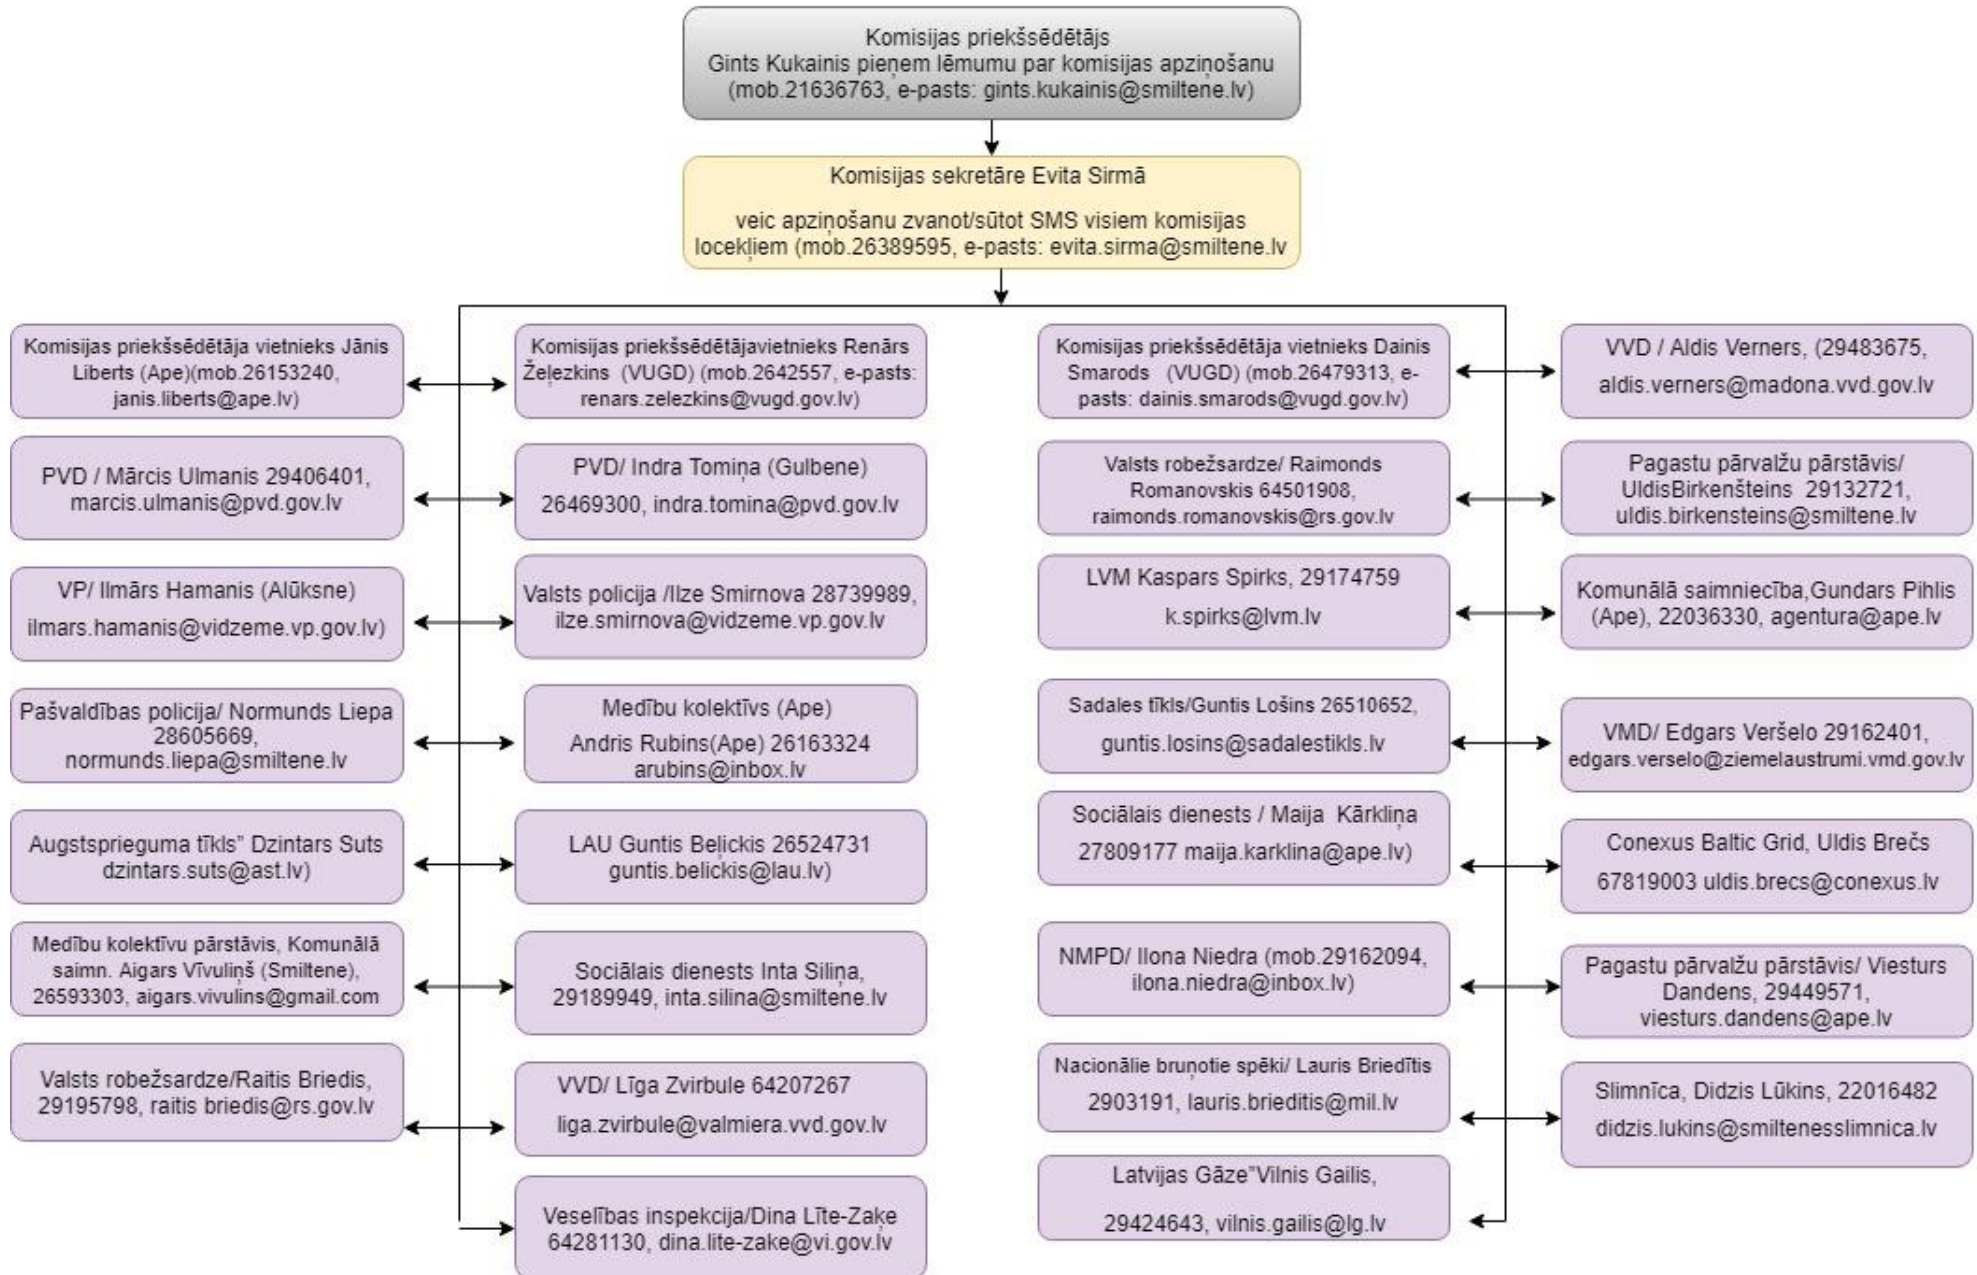 Komisijas priekšsēdētājs
Gints Kukainis pieņem lēmumu par komisijas apziņošanu
(mob.21636763, e-pasts: gints.kukainis@smiltene.lv)
Komisijas sekretāre Evita Sirmā
veic apziņošanu zvanot/sūtot SMS visiem komisijas
locekļiem (mob.26389595, e-pasts: evita.sirma@smiltene.lv
Komisijas priekšsēdētāja vietnieks Jānis
Liberts (Ape)(mob.26153240,
janis.liberts@ape.lv)
Komisijas priekšsēdētājavietnieks Renārs
Žeļezkins (VUGD) (mob.2642557, e-pasts:
renars.zelezkins@vugd.gov.lv)
Komisijas priekšsēdētāja vietnieks Dainis
Smarods (VUGD) (mob.26479313, e-
pasts: dainis.smarods@vugd.gov.lv)
VVD / Aldis Verners, (29483675,
aldis.verners@madona.vvd.gov.lv
PVD / Mārcis Ulmanis 29406401,
marcis.ulmanis@pvd.gov.lv
PVD/ Indra Tomiņa (Gulbene)
26469300, indra.tomina@pvd.gov.lv
Valsts robežsardze/ Raimonds
Romanovskis 64501908,
raimonds.romanovskis@rs.gov.lv
Pagastu pārvalžu pārstāvis/
UldisBirkenšteins 29132721,
uldis.birkensteins@smiltene.lv
VP/ Ilmārs Hamanis (Alūksne)
ilmars.hamanis@vidzeme.vp.gov.lv)
Valsts policija /Ilze Smirnova 28739989,
ilze.smirnova@vidzeme.vp.gov.lv
LVM Kaspars Spirks, 29174759
k.spirks@lvm.lv
Komunālā saimniecība,Gundars Pihlis
(Ape), 22036330, agentura@ape.lv
Pašvaldības policija/ Normunds Liepa
28605669,
normunds.liepa@smiltene.lv
Medību kolektīvs (Ape)
Andris Rubins(Ape) 26163324
arubins@inbox.lv
Sadales tīkls/Guntis Lošins 26510652,
guntis.losins@sadalestikls.lv
VMD/ Edgars Veršelo 29162401,
edgars.verselo@ziemelaustrumi.vmd.gov.lv
Augstsprieguma tīkls" Dzintars Suts
dzintars.suts@ast.lv)
LAU Guntis Beļickis 26524731
guntis.belickis@lau.lv)
Sociālais dienests / Maija Kārkliņa
27809177 maija.karklina@ape.lv)
Conexus Baltic Grid, Uldis Brečs
67819003 uldis.brecs@conexus.lv
Medību kolektīvu pārstāvis, Komunālā
saimn. Aigars Vīvuliņš (Smiltene),
26593303, aigars.vivulins@gmail.com
Sociālais dienests Inta Siliņa,
29189949, inta.silina@smiltene.lv
NMPD/ Ilona Niedra (mob.29162094,
ilona.niedra@inbox.lv)
Pagastu pārvalžu pārstāvis/ Viesturs
Dandens, 29449571,
viesturs.dandens@ape.lv
Valsts robežsardze/Raitis Briedis,
29195798, raitis briedis@rs.gov.lv
VVD/ Līga Zvirbule 64207267
liga.zvirbule@valmiera.vvd.gov.lv
Nacionālie bruņotie spēki/ Lauris Briedītis
2903191, lauris.brieditis@mil.lv
Slimnīca, Didzis Lūkins, 22016482
didzis.lukins@smiltenesslimnica.lv
Veselības inspekcija/Dina Līte-Zaķe
64281130, dina.lite-zake@vi.gov.lv
Latvijas Gāze"Vilnis Gailis,
29424643, vilnis.gailis@lg.lv